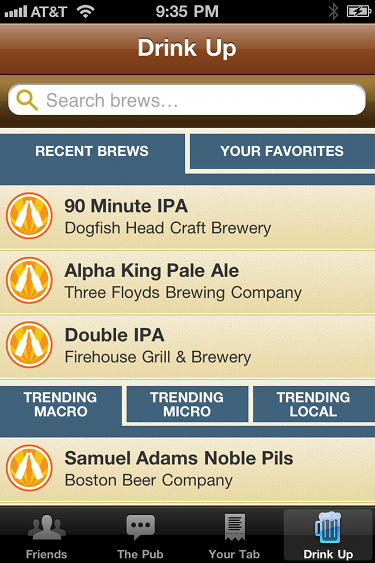 AT&T 9:35 PM
Drink Up
Search brews...
RECENT BREWS YOUR FAVORITES
90 Minute IPA
Dogfish Head Craft Brewery
Alpha King Pale Ale
Three Floyds Brewing Company
Double IPA
Firehouse Grill & Brewery
TRENDING MACRO TRENDING MICRO TRENDING LOCAL
Samuel Adams Noble Pils
Boston Beer Company
Friends The Pub Your Tab Drink Up